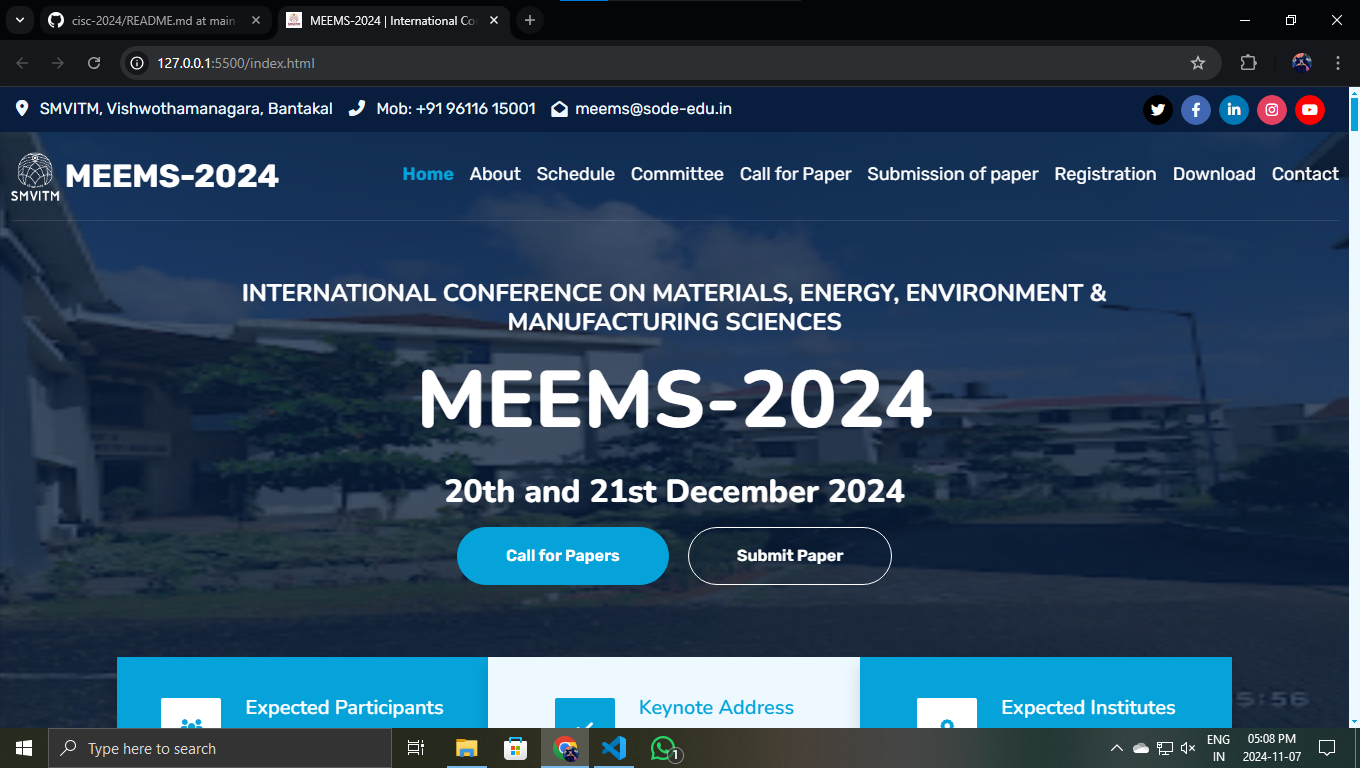 cisc-2024/README.md at main
MEEMS-2024 | International Co
127.0.0.1:5500/index.html
SMVITM, Vishwothamanagara, Bantakal Mob: +91 96116 15001 meems@sode-edu.in
SMVITM
MEEMS-2024
Home About Schedule Committee Call for Paper Submission of paper Registration Download Contact
INTERNATIONAL CONFERENCE ON MATERIALS, ENERGY, ENVIRONMENT &
MANUFACTURING SCIENCES
MEEMS-2024
20th and 21st December 2024
Call for Papers
Submit Paper
Expected Participants
Keynote Address
Expected Institutes
5:56
Type here to search
1
ENG
IN
05:08 PM
2024-11-07